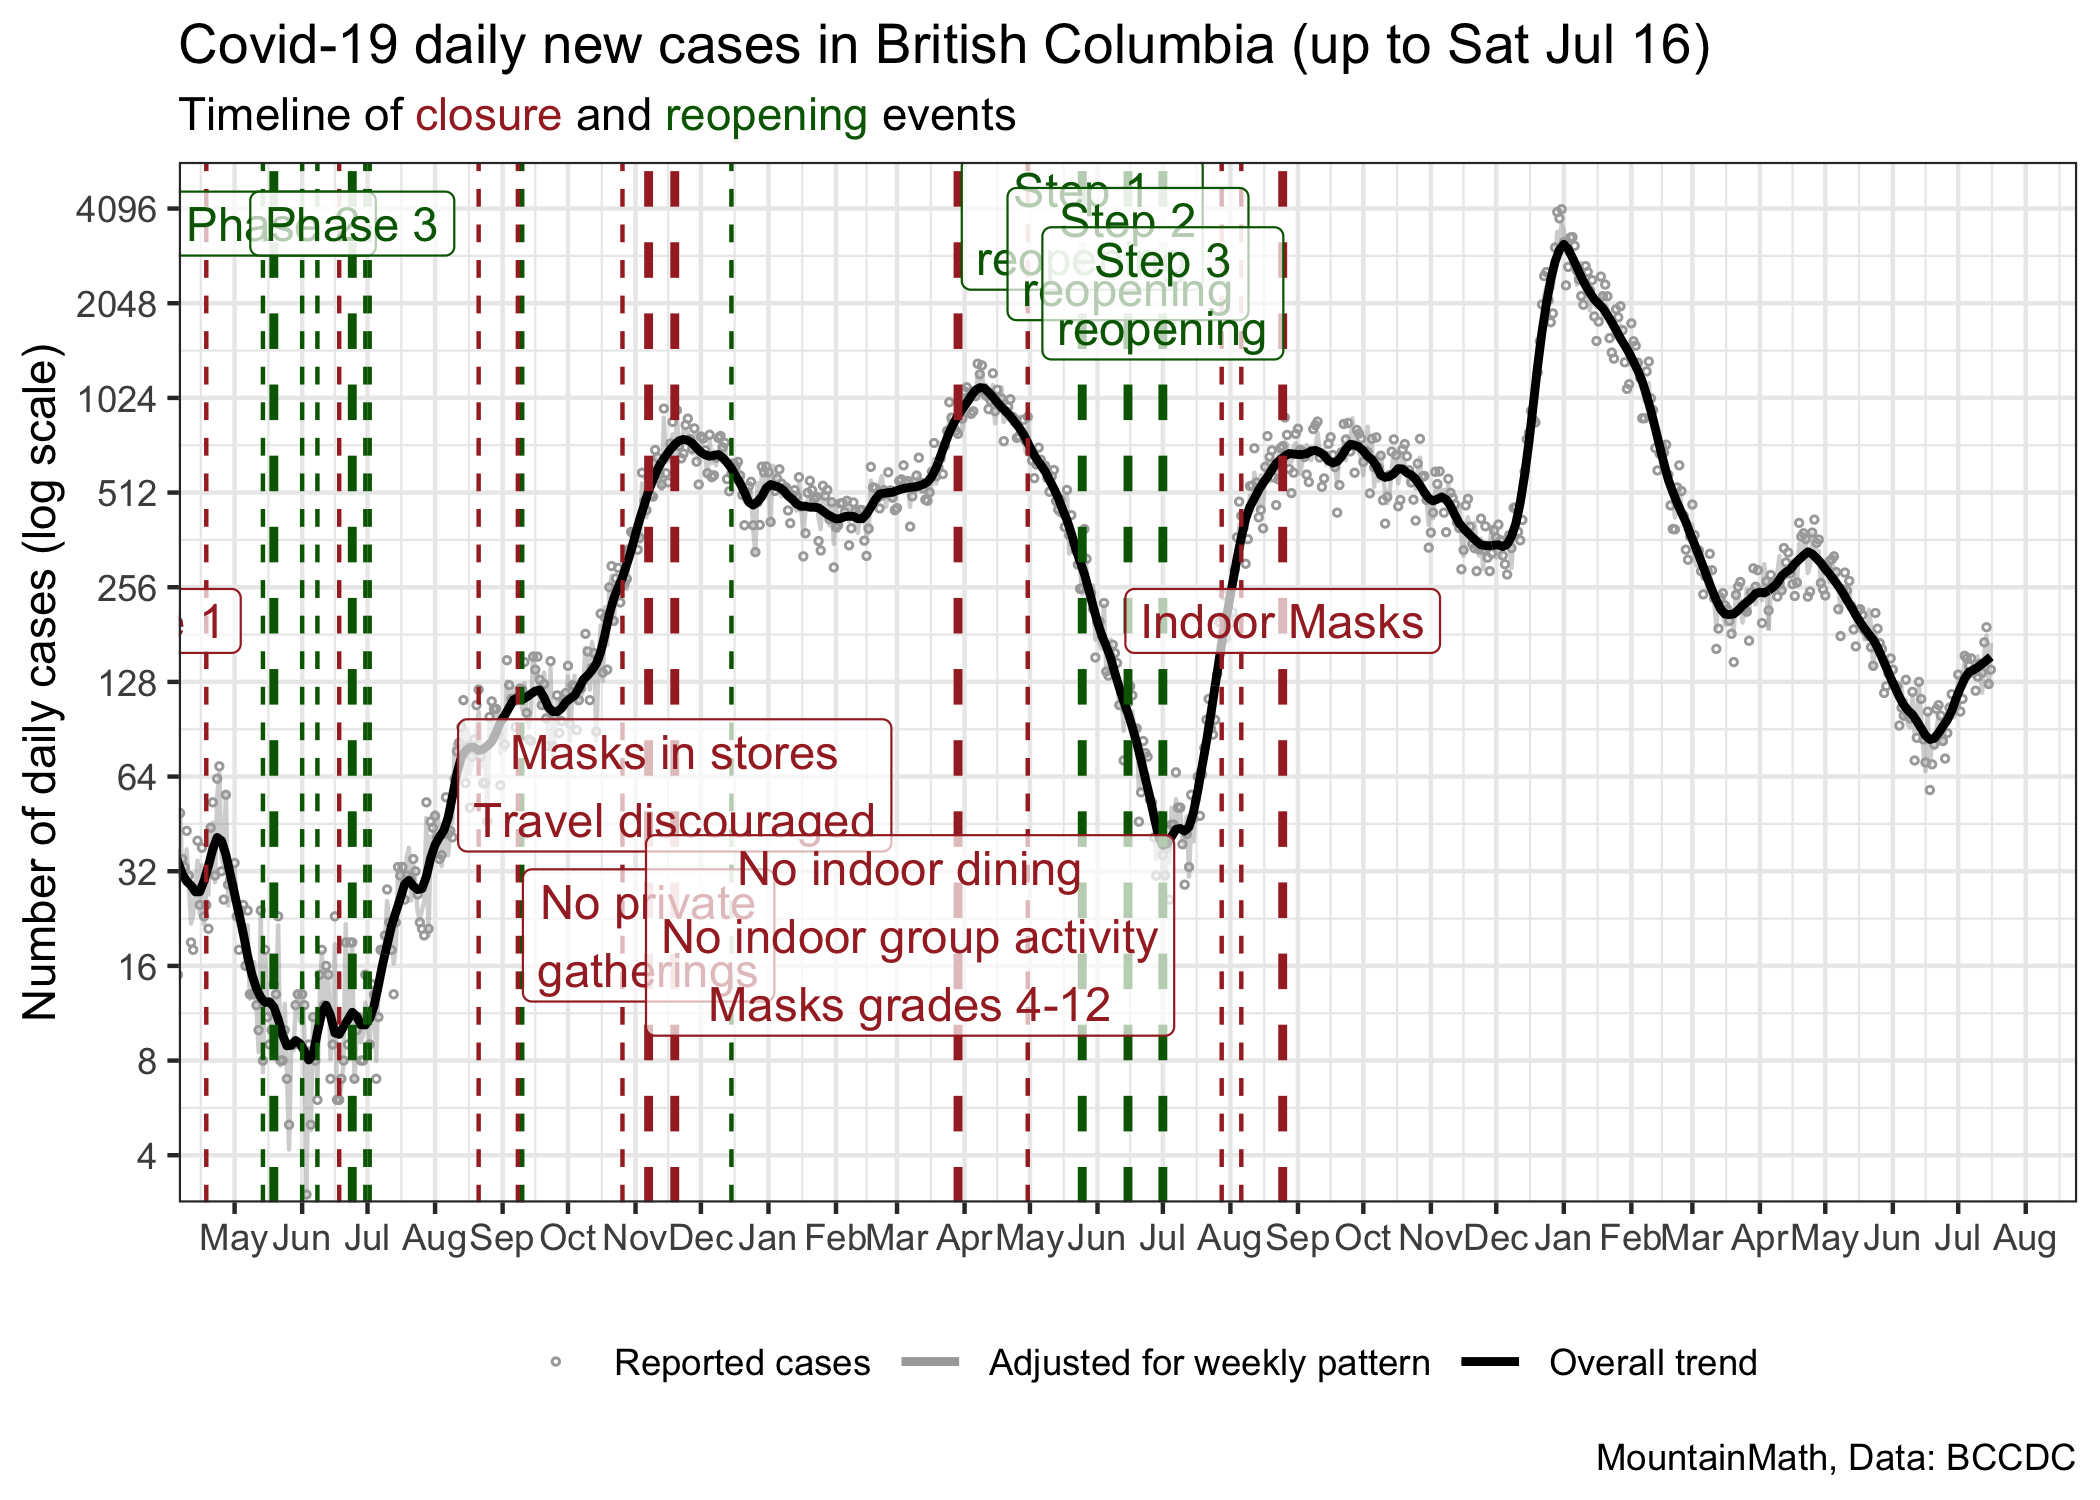 Covid-19 daily new cases in British Columbia (up to Sat Jul 16)
Timeline of closure and reopening events
Number of daily cases (log scale)
4096
2048
1024
512
256
128
64
32
16
8
4
Phase 2
Phase 3
Step 1
reopening
Step 2
reopening
Step 3
reopening
1
Indoor Masks
Masks in stores
Travel discouraged
No private
gatherings
No indoor dining
No indoor group activity
Masks grades 4-12
May Jun Jul Aug Sep Oct Nov Dec Jan Feb Mar Apr May Jun Jul Aug Sep Oct Nov Dec Jan Feb Mar Apr May Jun Jul Aug
Reported cases Adjusted for weekly pattern Overall trend
MountainMath, Data: BCCDC